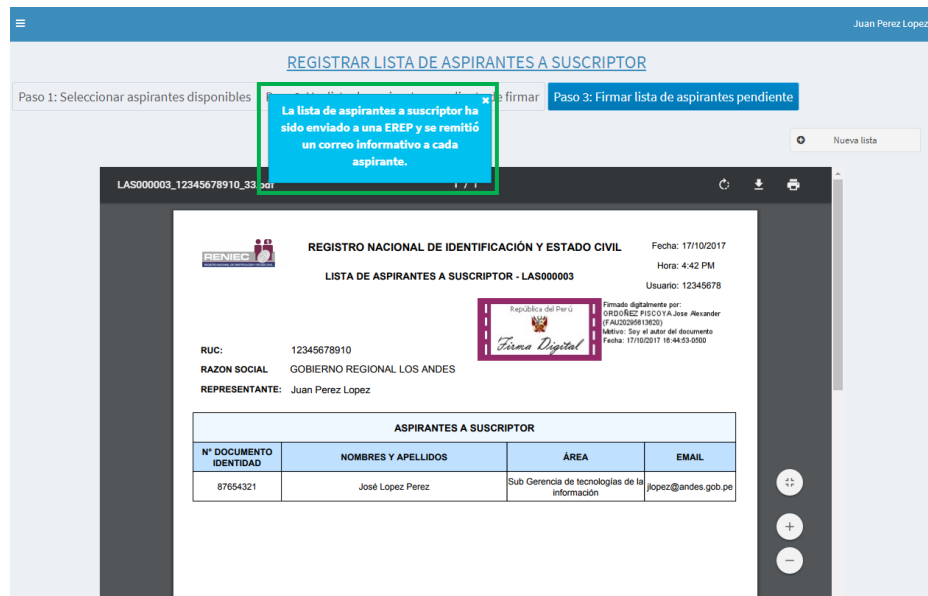 Juan Perez Lopez
REGISTRAR LISTA DE ASPIRANTES A SUSCRIPTOR
Paso 1: Seleccionar aspirantes disponibles
firmar
Paso 3: Firmar lista de aspirantes pendiente
La lista de aspirantes a suscriptor ha
sido enviado a una EREP y se remitió
un correo informativo a cada
aspirante.
Nueva lista
LAS000003_12345678910_33.pdf
1 / 1
RENIEC
REGISTRO NACIONAL DE IDENTIFICACIÓN Y ESTADO CIVIL
Fecha: 17/10/2017
Hora: 4:42 PM
LISTA DE ASPIRANTES A SUSCRIPTOR - LAS000003
Usuario: 12345678
República del Perú
Firma Digital
Firmado digitalmente por:
ORDOÑEZ PISCOYA Jose Alexander
(FAU20295613620)
Motivo: Soy el autor del documento
Fecha: 17/10/2017 16:44:53-0500
RUC: 12345678910
RAZON SOCIAL GOBIERNO REGIONAL LOS ANDES
REPRESENTANTE: Juan Perez Lopez
ASPIRANTES A SUSCRIPTOR
N° DOCUMENTO
IDENTIDAD
NOMBRES Y APELLIDOS
ÁREA
EMAIL
87654321
José Lopez Perez
Sub Gerencia de tecnologías de la
información
jlopez@andes.gob.pe